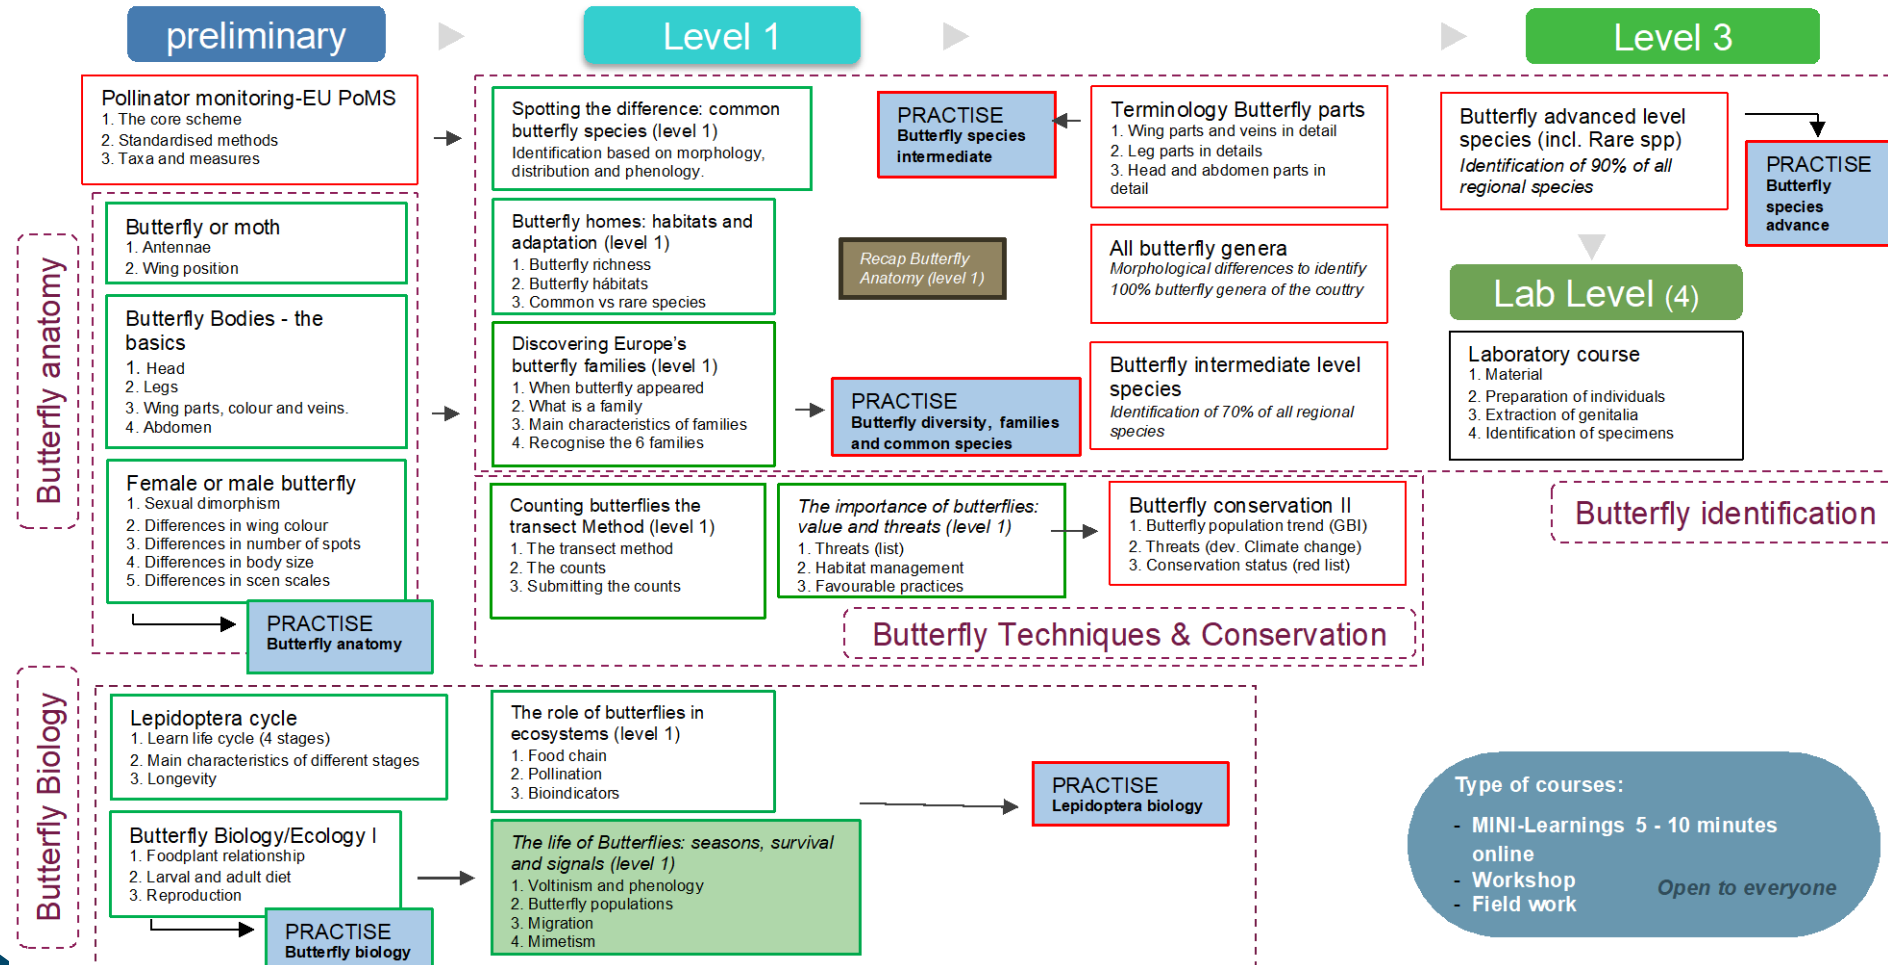 preliminary
Level 1
Level 3
Pollinator monitoring-EU PoMS
1. The core scheme
2. Standardised methods
3. Taxa and measures
Butterfly anatomy
Butterfly or moth
1. Antennae
2. Wing position
Butterfly Bodies - the
basics
1. Head
2. Legs
3. Wing parts, colour and veins.
4. Abdomen
Female or male butterfly
1. Sexual dimorphism
2. Differences in wing colour
3. Differences in number of spots
4. Differences in body size
5. Differences in scen scales
PRACTISE
Butterfly anatomy
Spotting the difference: common
butterfly species (level 1)
Identification based on morphology,
distribution and phenology.
Butterfly homes: habitats and
adaptation (level 1)
1. Butterfly richness
2. Butterfly hábitats
3. Common vs rare species
Discovering Europe's
butterfly families (level 1)
1. When butterfly appeared
2. What is a family
3. Main characteristics of families
4. Recognise the 6 families
PRACTISE
Butterfly species
intermediate
Recap Butterfly
Anatomy (level 1)
PRACTISE
Butterfly diversity, families
and common species
Terminology Butterfly parts
1. Wing parts and veins in detail
2. Leg parts in details
3. Head and abdomen parts in
detail
All butterfly genera
Morphological differences to identify
100% butterfly genera of the couttry
Butterfly intermediate level
species
Identification of 70% of all regional
species
Butterfly advanced level
species (incl. Rare spp)
Identification of 90% of all
regional species
PRACTISE
Butterfly
species
advance
Lab Level (4)
Laboratory course
1. Material
2. Preparation of individuals
3. Extraction of genitalia
4. Identification of specimens
Butterfly identification
Counting butterflies the
transect Method (level 1)
1. The transect method
2. The counts
3. Submitting the counts
The importance of butterflies:
value and threats (level 1)
1. Threats (list)
2. Habitat management
3. Favourable practices
Butterfly conservation II
1. Butterfly population trend (GBI)
2. Threats (dev. Climate change)
3. Conservation status (red list)
Butterfly Techniques & Conservation
Butterfly Biology
Lepidoptera cycle
1. Learn life cycle (4 stages)
2. Main characteristics of different stages
3. Longevity
Butterfly Biology/Ecology I
1. Foodplant relationship
2. Larval and adult diet
3. Reproduction
PRACTISE
Butterfly biology
The role of butterflies in
ecosystems (level 1)
1. Food chain
2. Pollination
3. Bioindicators
The life of Butterflies: seasons, survival
and signals (level 1)
1. Voltinism and phenology
2. Butterfly populations
3. Migration
4. Mimetism
PRACTISE
Lepidoptera biology
Type of courses:
- MINI-Learnings 5 - 10 minutes
online
- Workshop
- Field work
Open to everyone